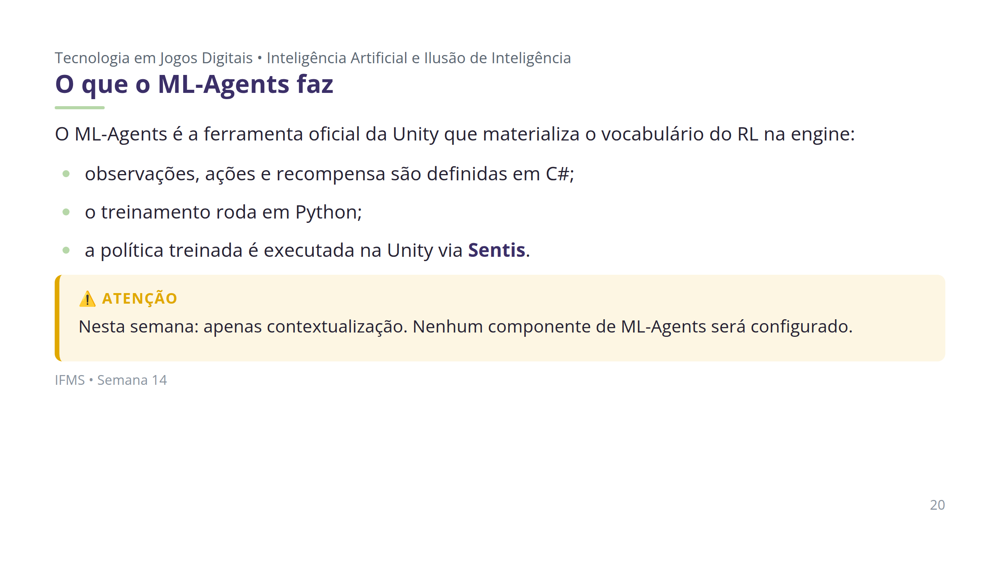 Tecnologia em Jogos Digitais • Inteligência Artificial e Ilusão de Inteligência
O que o ML-Agents faz
O ML-Agents é a ferramenta oficial da Unity que materializa o vocabulário do RL na engine:
• observações, ações e recompensa são definidas em C#;
• o treinamento roda em Python;
• a política treinada é executada na Unity via Sentis.
⚠️ ATENÇÃO
Nesta semana: apenas contextualização. Nenhum componente de ML-Agents será configurado.
IFMS • Semana 14
20